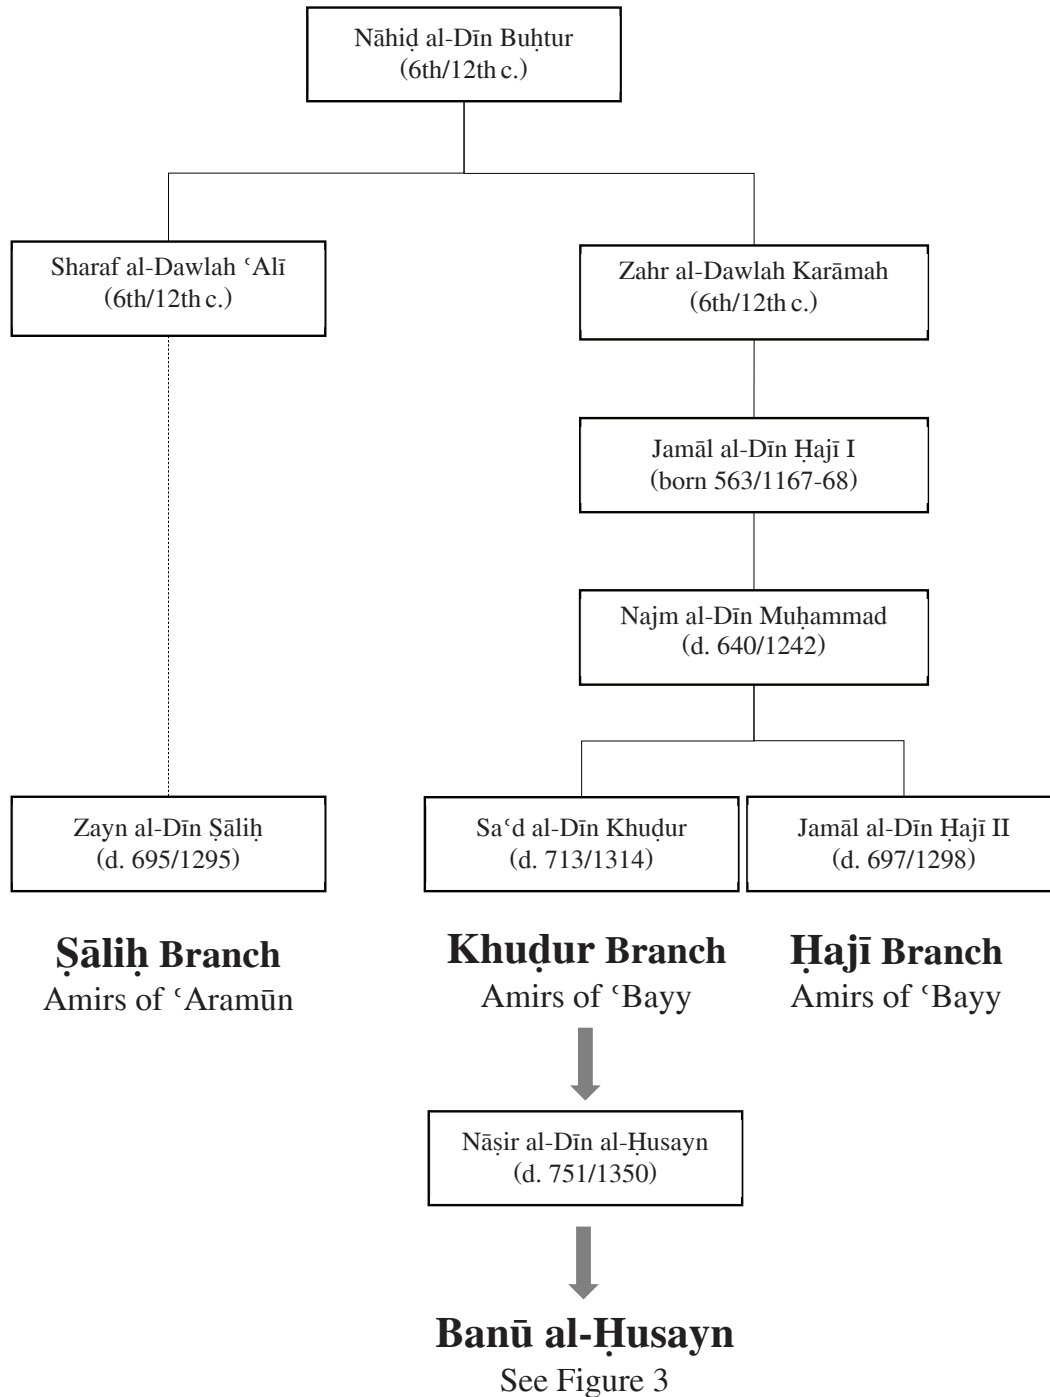 Nāhiḍ al-Dīn Buḥtur
(6th/12th c.)
Sharaf al-Dawlah ʿAlī
(6th/12th c.)
Zahr al-Dawlah Karāmah
(6th/12th c.)
Jamāl al-Dīn Ḥajī I
(born 563/1167-68)
Najm al-Dīn Muḥammad
(d. 640/1242)
Zayn al-Dīn Ṣāliḥ
(d. 695/1295)
Saʿd al-Dīn Khuḍur
(d. 713/1314)
Jamāl al-Dīn Ḥajī II
(d. 697/1298)
Ṣāliḥ Branch
Amirs of ʿAramūn
Khuḍur Branch
Amirs of ʿBayy
Ḥajī Branch
Amirs of ʿBayy
Nāṣir al-Dīn al-Ḥusayn
(d. 751/1350)
Banū al-Ḥusayn
See Figure 3